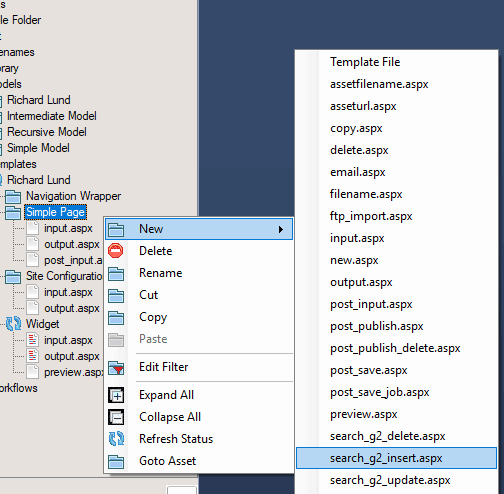 ple Folder
enames
brary
odels
Richard Lund
Intermediate Model
Recursive Model
Simple Model
mplates
Richard Lund
Navigation Wrapper
Simple Page
input.aspx
output.aspx
post_input.a
Site Configuration
input.aspx
output.aspx
Widget
input.aspx
output.aspx
preview.aspx
orkflows
New
Delete
Rename
Cut
Copy
Paste
Edit Filter
Expand All
Collapse All
Refresh Status
Goto Asset
Template File
assetfilename.aspx
asseturl.aspx
copy.aspx
delete.aspx
email.aspx
filename.aspx
ftp_import.aspx
input.aspx
new.aspx
output.aspx
post_input.aspx
post_publish.aspx
post_publish_delete.aspx
post_save.aspx
post_save_job.aspx
preview.aspx
search_g2_delete.aspx
search_g2_insert.aspx
search_g2_update.aspx